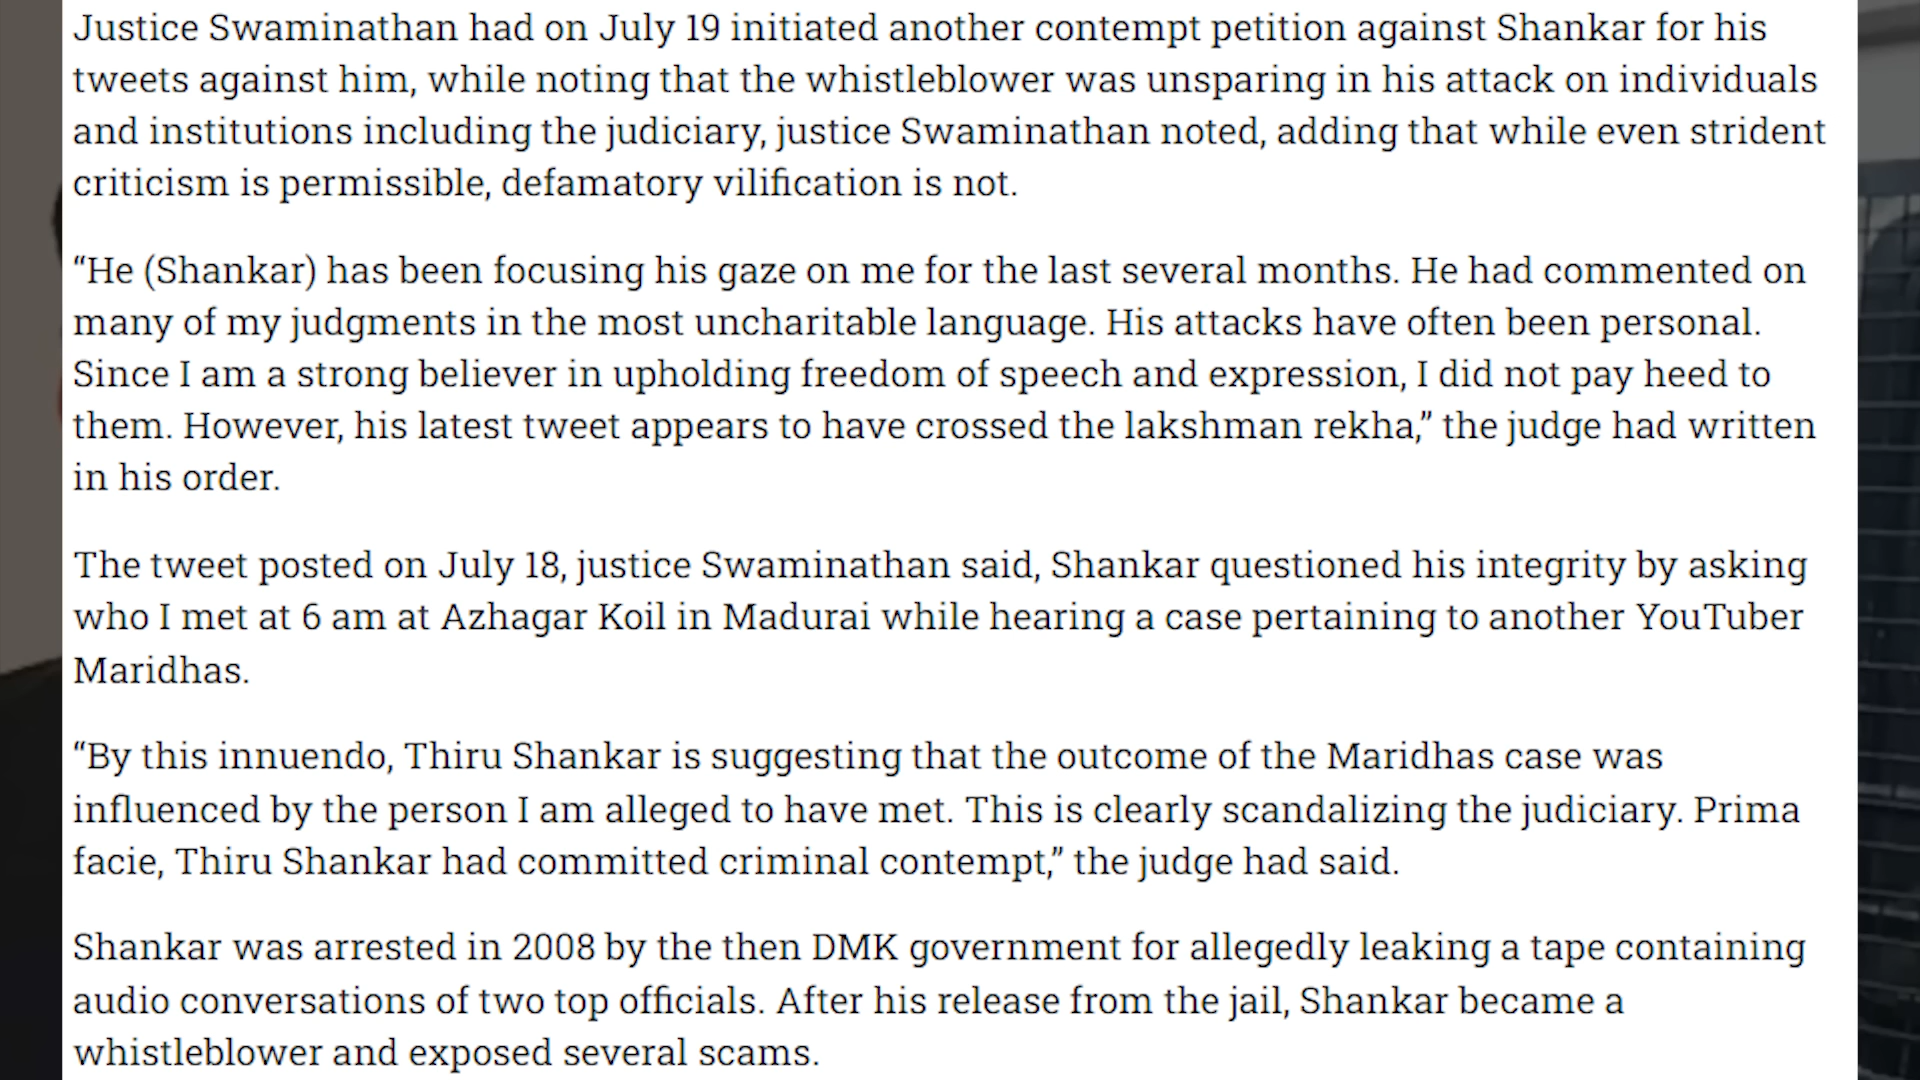 Justice Swaminathan had on July 19 initiated another contempt petition against Shankar for his
tweets against him, while noting that the whistleblower was unsparing in his attack on individuals
and institutions including the judiciary, justice Swaminathan noted, adding that while even strident
criticism is permissible, defamatory vilification is not.
“He (Shankar) has been focusing his gaze on me for the last several months. He had commented on
many of my judgments in the most uncharitable language. His attacks have often been personal.
Since I am a strong believer in upholding freedom of speech and expression, I did not pay heed to
them. However, his latest tweet appears to have crossed the lakshman rekha,” the judge had written
in his order.
The tweet posted on July 18, justice Swaminathan said, Shankar questioned his integrity by asking
who I met at 6 am at Azhagar Koil in Madurai while hearing a case pertaining to another YouTuber
Maridhas.
“By this innuendo, Thiru Shankar is suggesting that the outcome of the Maridhas case was
influenced by the person I am alleged to have met. This is clearly scandalizing the judiciary. Prima
facie, Thiru Shankar had committed criminal contempt,” the judge had said.
Shankar was arrested in 2008 by the then DMK government for allegedly leaking a tape containing
audio conversations of two top officials. After his release from the jail, Shankar became a
whistleblower and exposed several scams.